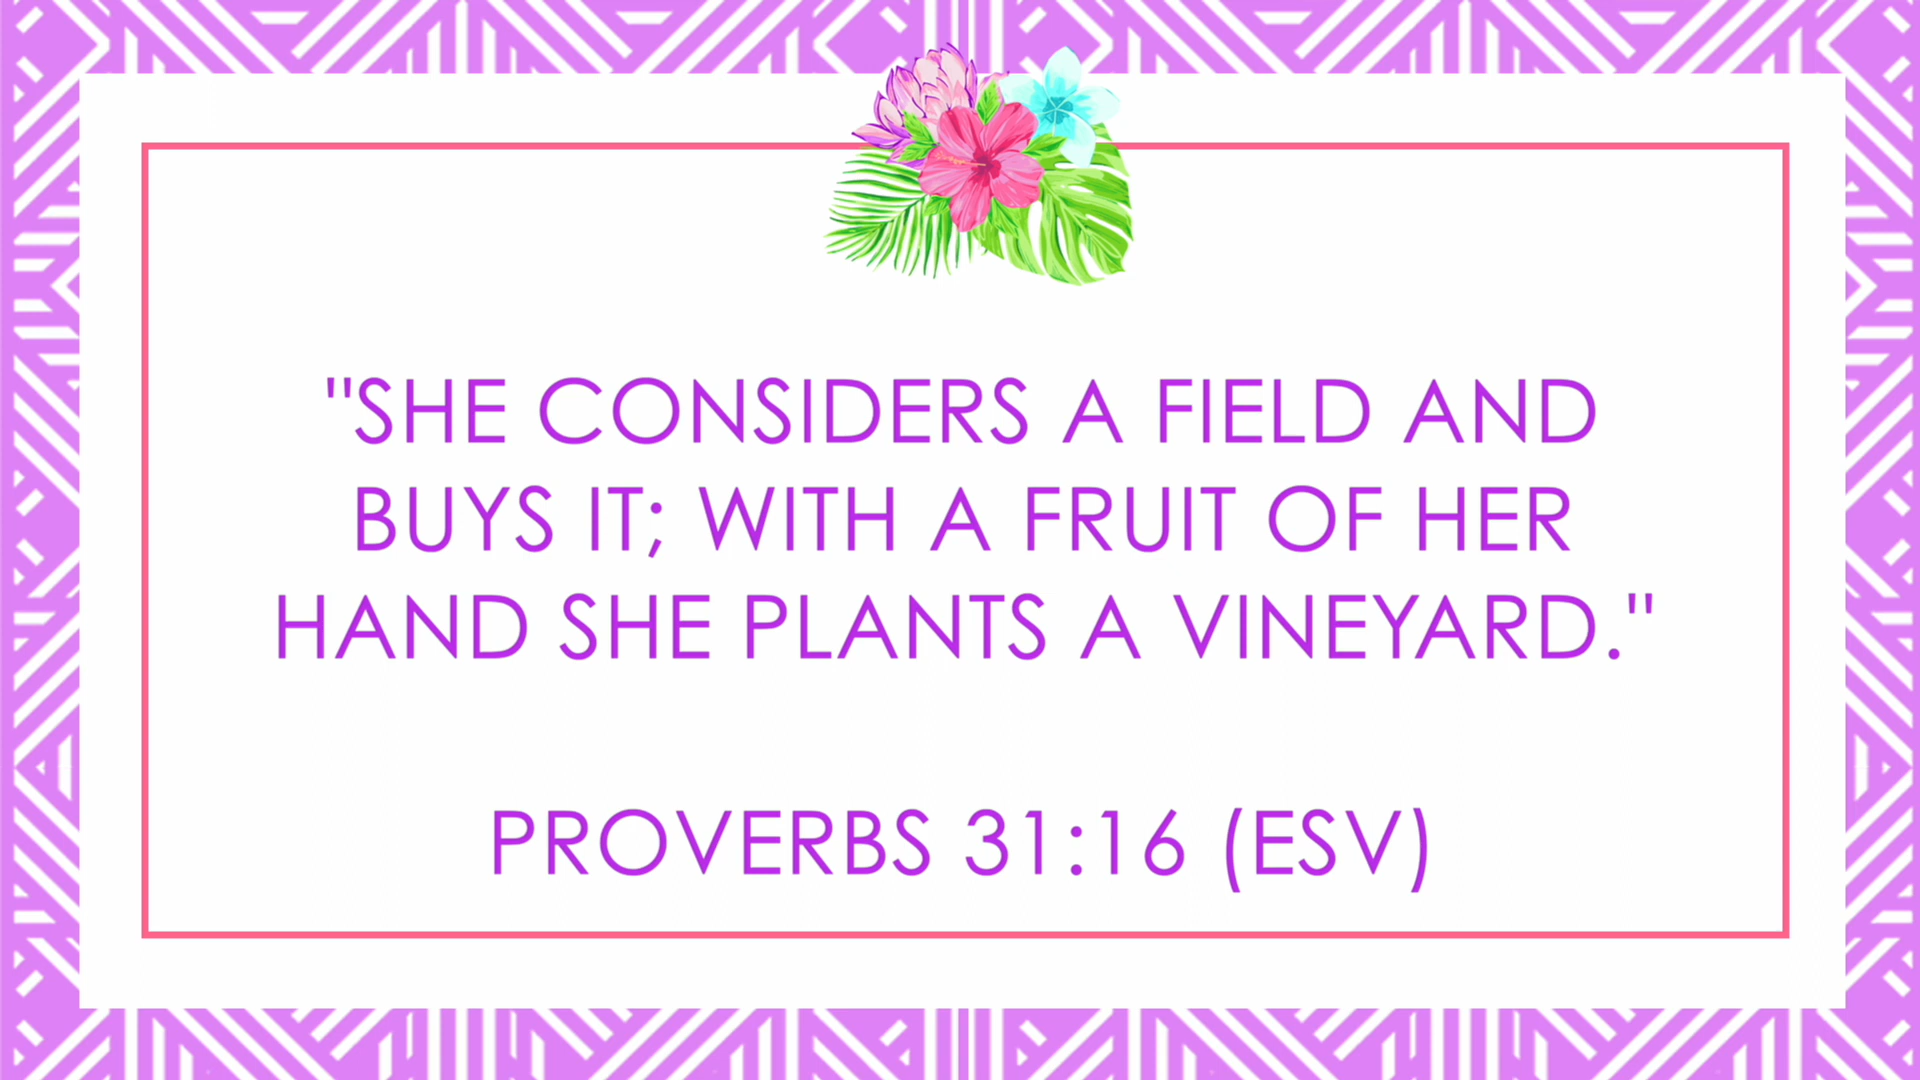 "SHE CONSIDERS A FIELD AND
BUYS IT; WITH A FRUIT OF HER
HAND SHE PLANTS A VINEYARD."
PROVERBS 31:16 (ESV)